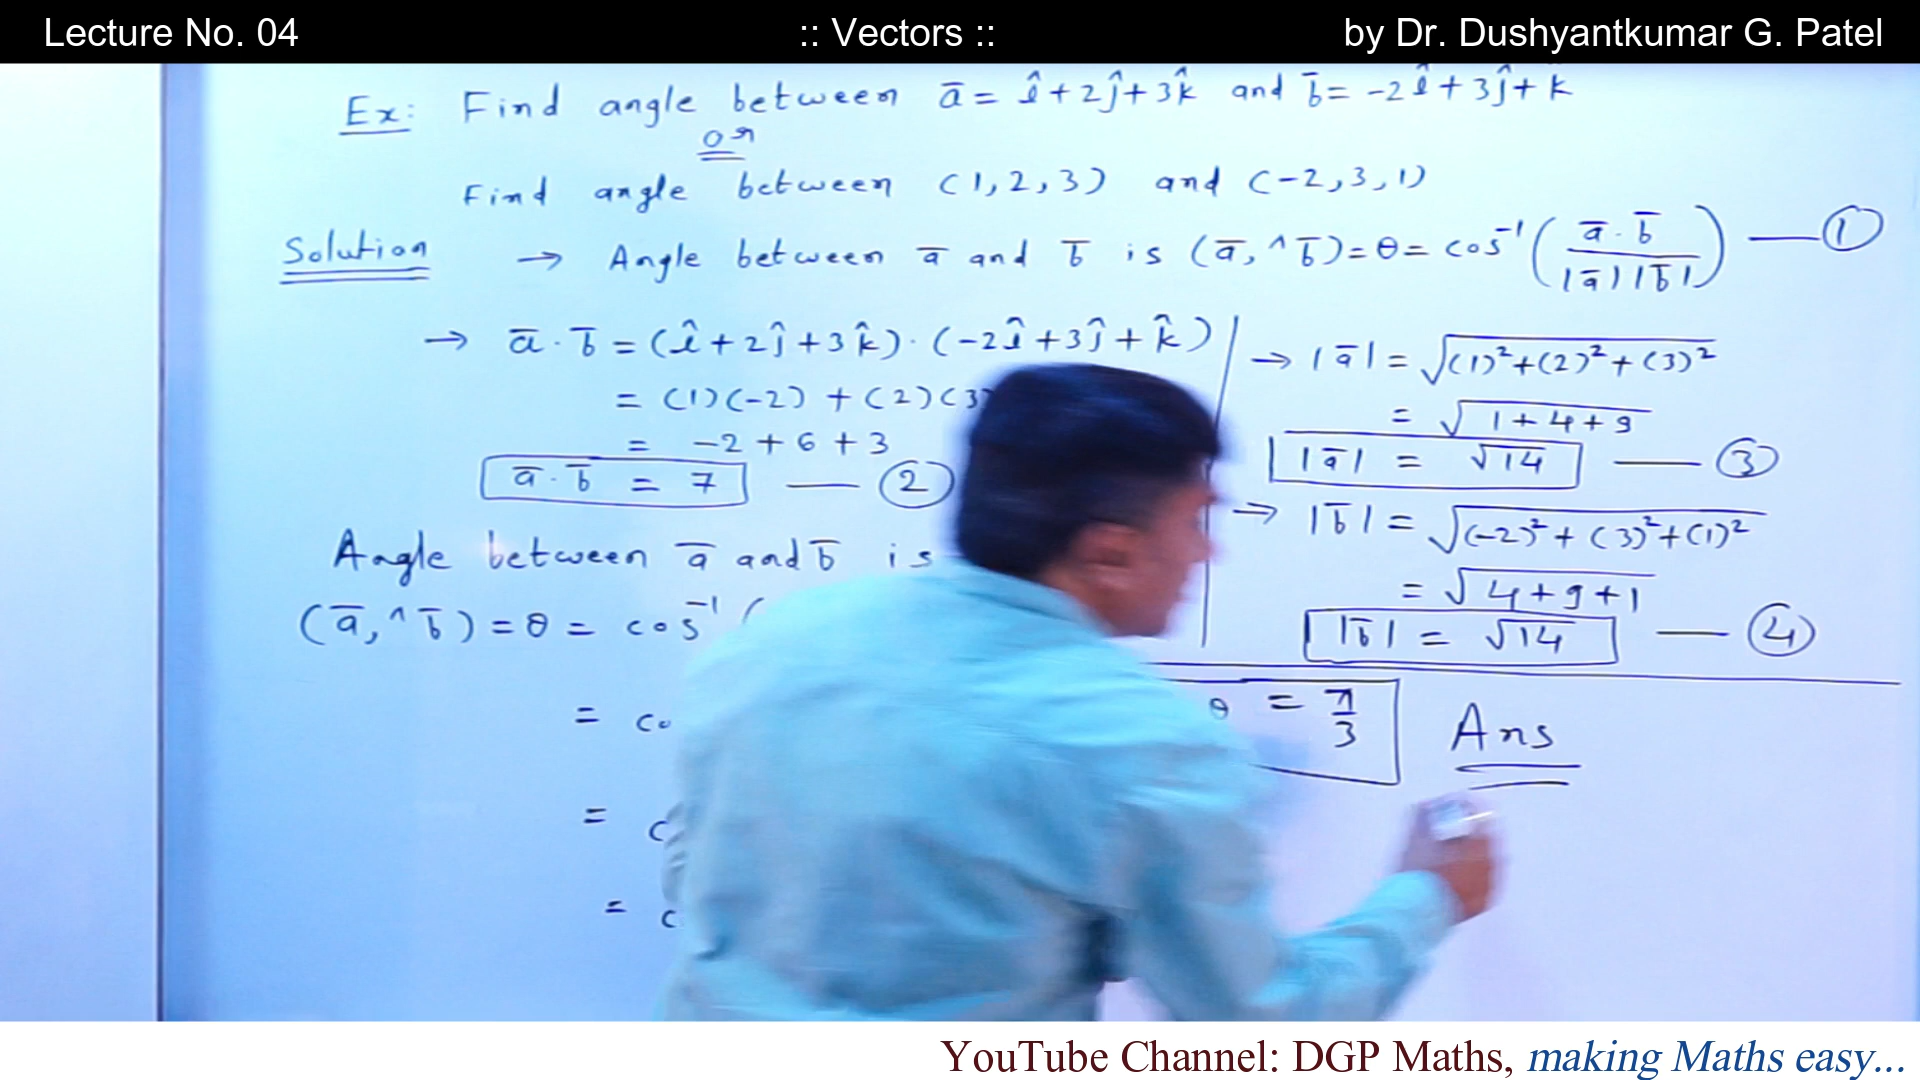 Lecture No. 04 :: Vectors :: by Dr. Dushyantkumar G. Patel
Ex: Find angle between a̅ = î+2ĵ+3k̂ and b̅ = -2î+3ĵ+k
or
Find angle between (1,2,3) and (-2,3,1)
Solution → Angle between a̅ and b̅ is (a̅,^b̅)=θ= cos⁻¹(a̅·b̅ / |a̅||b̅|) — ①
→ a̅·b̅ = (î+2ĵ+3k̂)·(-2î+3ĵ+k̂)
= (1)(-2) + (2)(3
= -2+6+3
a̅·b̅ = 7 — ②
→ |a̅| = √(1)²+(2)²+(3)²
= √1+4+9
|a̅| = √14 — ③
→ |b̅| = √(-2)²+(3)²+(1)²
= √4+9+1
|b̅| = √14 — ④
Angle between a̅ and b̅ is
(a̅,^b̅)=θ= cos⁻¹(
= co
= c
= c
θ = π/3 Ans
YouTube Channel: DGP Maths, making Maths easy...